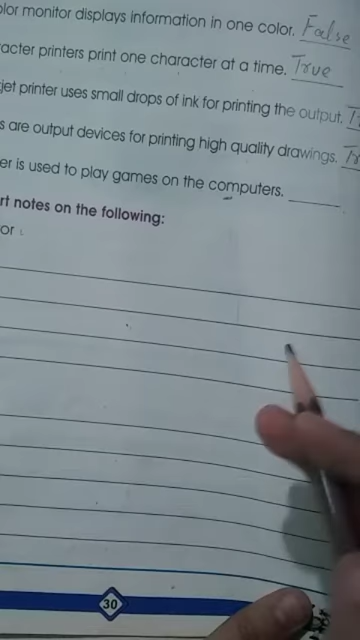 olor monitor displays information in one color. False
racter printers print one character at a time. True
jet printer uses small drops of ink for printing the output.
s are output devices for printing high quality drawings.
er is used to play games on the computers.
rt notes on the following:
or
30